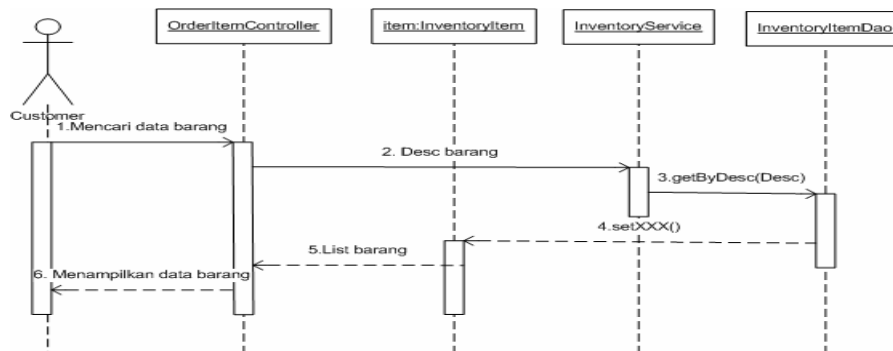 OrderItemController
item:InventoryItem
InventoryService
InventoryItemDao
Customer
1.Mencari data barang
2. Desc barang
3.getByDesc(Desc)
4.setXXX()
5.List barang
6. Menampilkan data barang